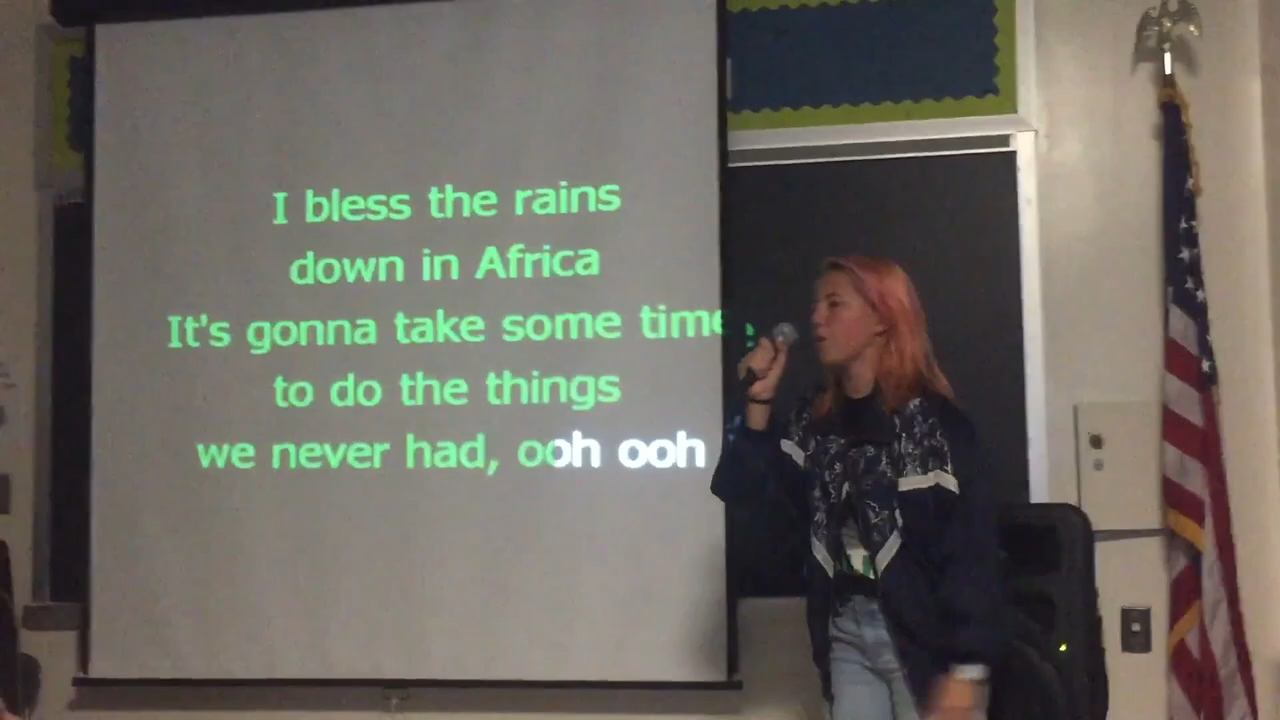 I bless the rains
down in Africa
It's gonna take some time
to do the things
we never had, ooh ooh